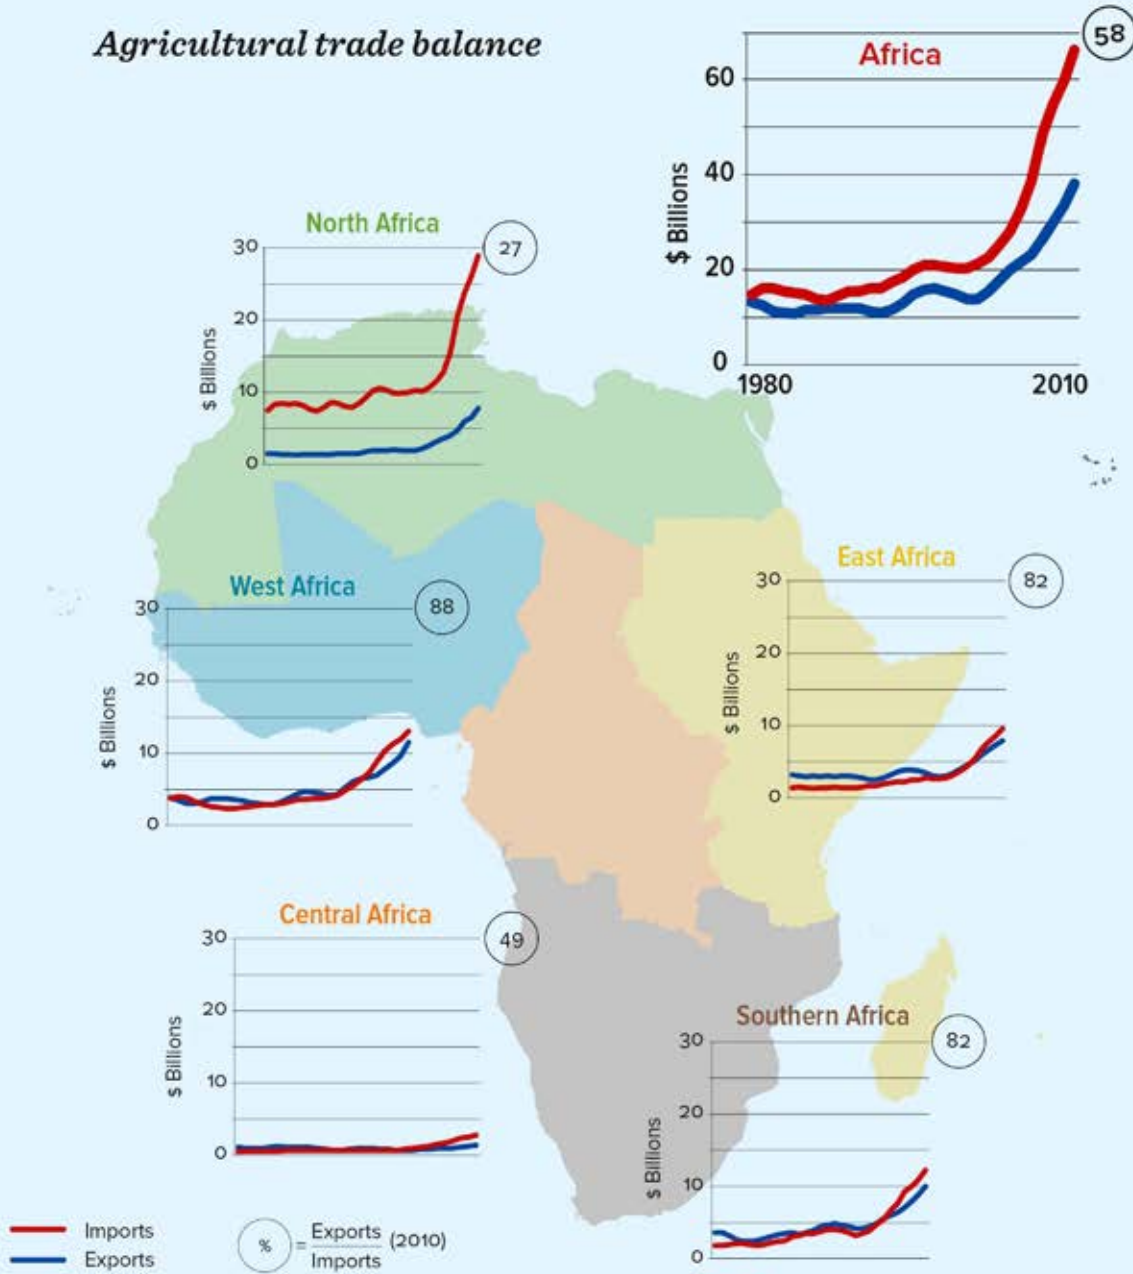 Agricultural trade balance
Africa
58
60
40
20
0
$ Billions
1980 2010
North Africa
27
30
20
10
0
$ Billions
West Africa
88
30
20
10
0
$ Billions
East Africa
82
30
20
10
0
$ Billions
Central Africa
49
30
20
10
0
$ Billions
Southern Africa
82
30
20
10
0
$ Billions
Imports
Exports
% = Exports / Imports (2010)